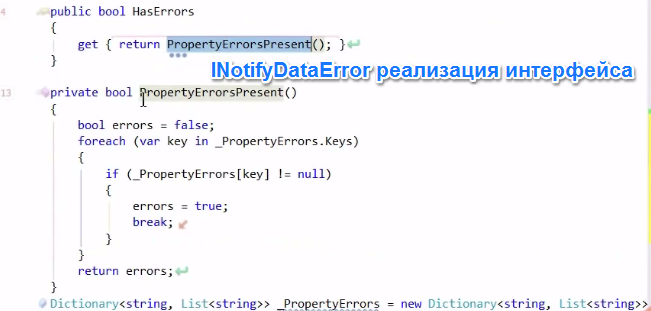 4 public bool HasErrors
{
get { return PropertyErrorsPresent(); }
}
INotifyDataError реализация интерфейса
13 private bool PropertyErrorsPresent()
{
bool errors = false;
foreach (var key in _PropertyErrors.Keys)
{
if (_PropertyErrors[key] != null)
{
errors = true;
break;
}
}
return errors;
}
Dictionary<string, List<string>> _PropertyErrors = new Dictionary<string, List<string>>